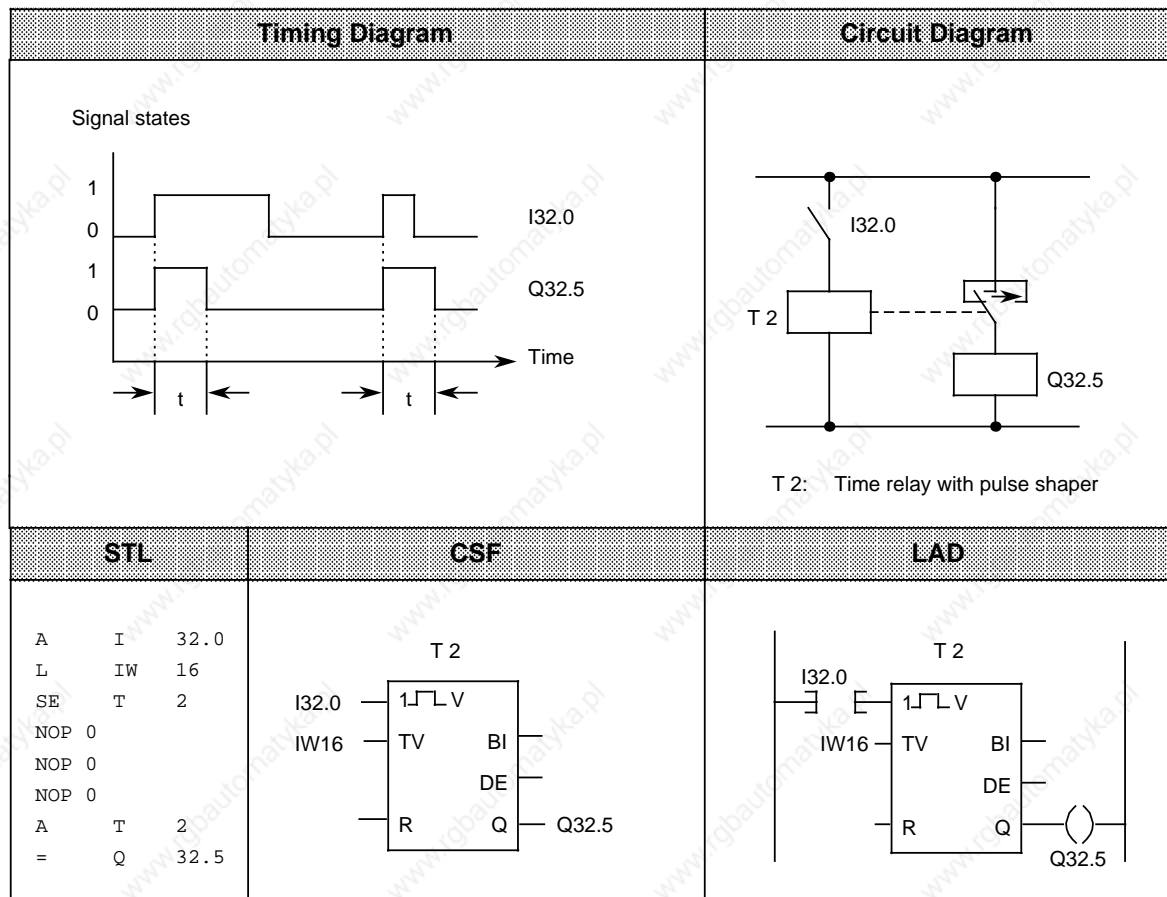 Timing Diagram
Circuit Diagram
Signal states
1
0
I32.0
1
0
Q32.5
Time
t
t
I32.0
T 2
Q32.5
T 2: Time relay with pulse shaper
STL
CSF
LAD
A I 32.0
L IW 16
SE T 2
NOP 0
NOP 0
NOP 0
A T 2
= Q 32.5
T 2
I32.0 1 V
IW16 TV BI
DE
R Q Q32.5
T 2
I32.0
1 V
IW16 TV BI
DE
R Q
Q32.5
www.rgbautomatyka.pl